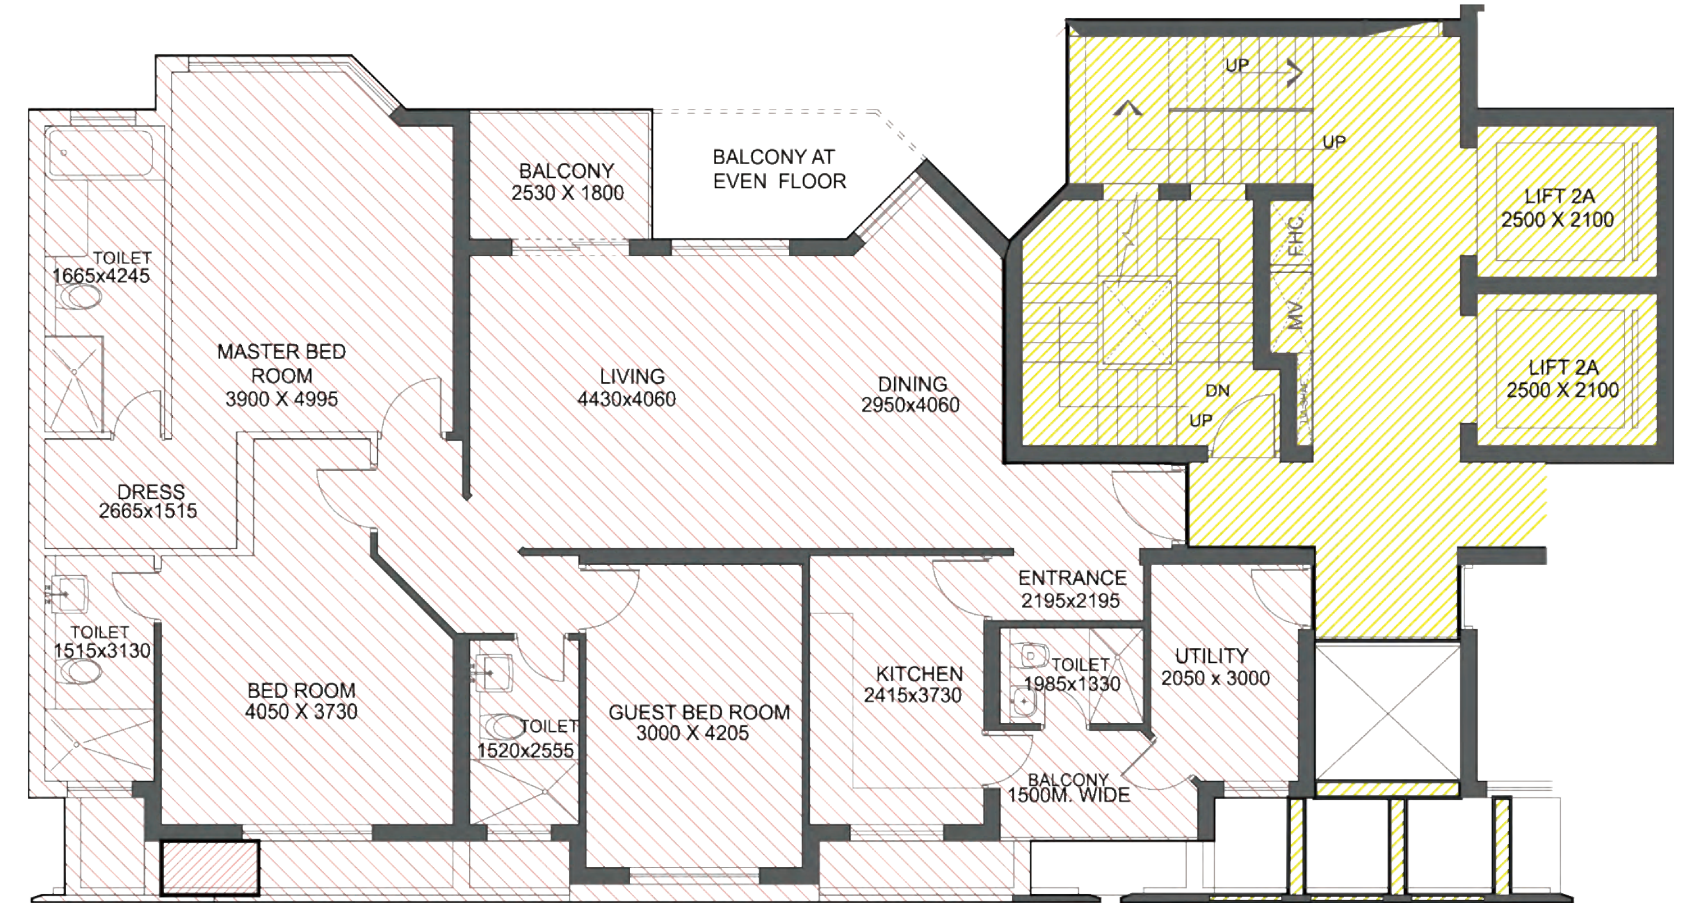 UP
UP
BALCONY
2530 X 1800
BALCONY AT
EVEN FLOOR
LIFT 2A
2500 X 2100
FHC
TOILET
1665x4245
MV
MASTER BED
ROOM
3900 X 4995
LIVING
4430x4060
DINING
2950x4060
DN
UP
LIFT 2A
2500 X 2100
DRESS
2665x1515
ENTRANCE
2195x2195
TOILET
1515x3130
BED ROOM
4050 X 3730
TOILET
1520x2555
GUEST BED ROOM
3000 X 4205
KITCHEN
2415x3730
TOILET
1985x1330
UTILITY
2050 x 3000
BALCONY
1500M. WIDE